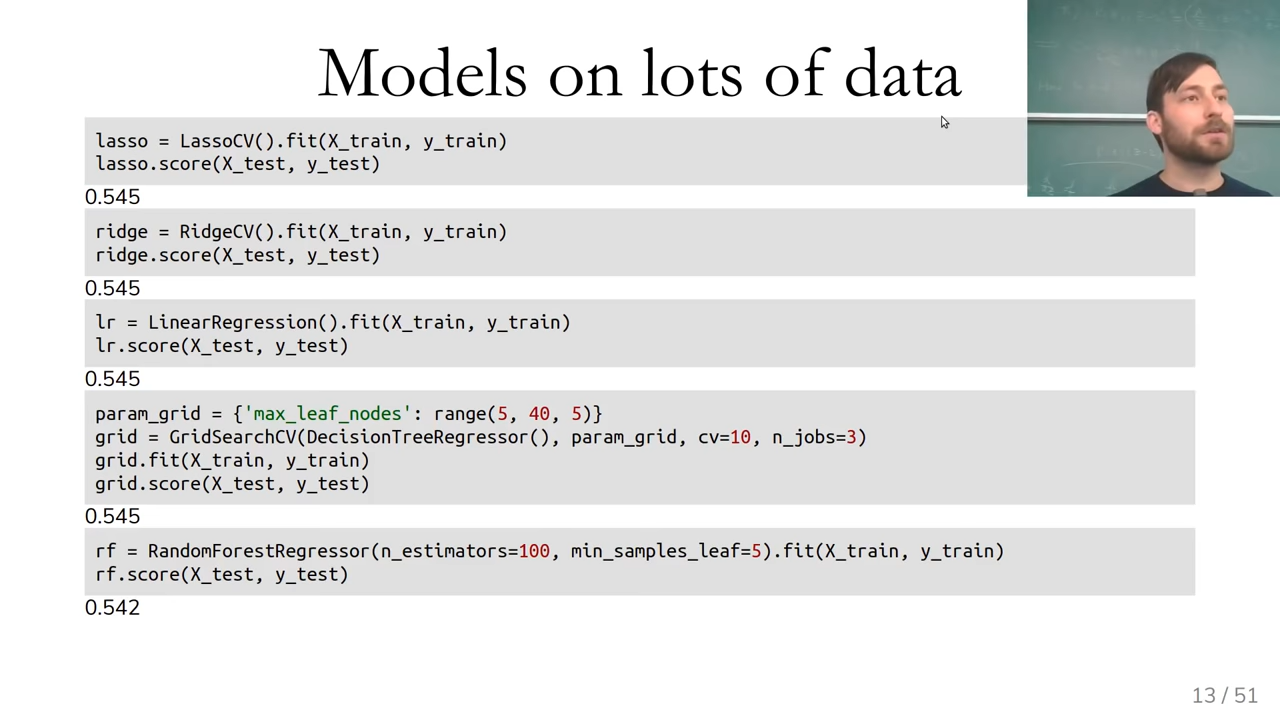 Models on lots of data
lasso = LassoCV().fit(X_train, y_train)
lasso.score(X_test, y_test)
0.545
ridge = RidgeCV().fit(X_train, y_train)
ridge.score(X_test, y_test)
0.545
lr = LinearRegression().fit(X_train, y_train)
lr.score(X_test, y_test)
0.545
param_grid = {'max_leaf_nodes': range(5, 40, 5)}
grid = GridSearchCV(DecisionTreeRegressor(), param_grid, cv=10, n_jobs=3)
grid.fit(X_train, y_train)
grid.score(X_test, y_test)
0.545
rf = RandomForestRegressor(n_estimators=100, min_samples_leaf=5).fit(X_train, y_train)
rf.score(X_test, y_test)
0.542
13 / 51